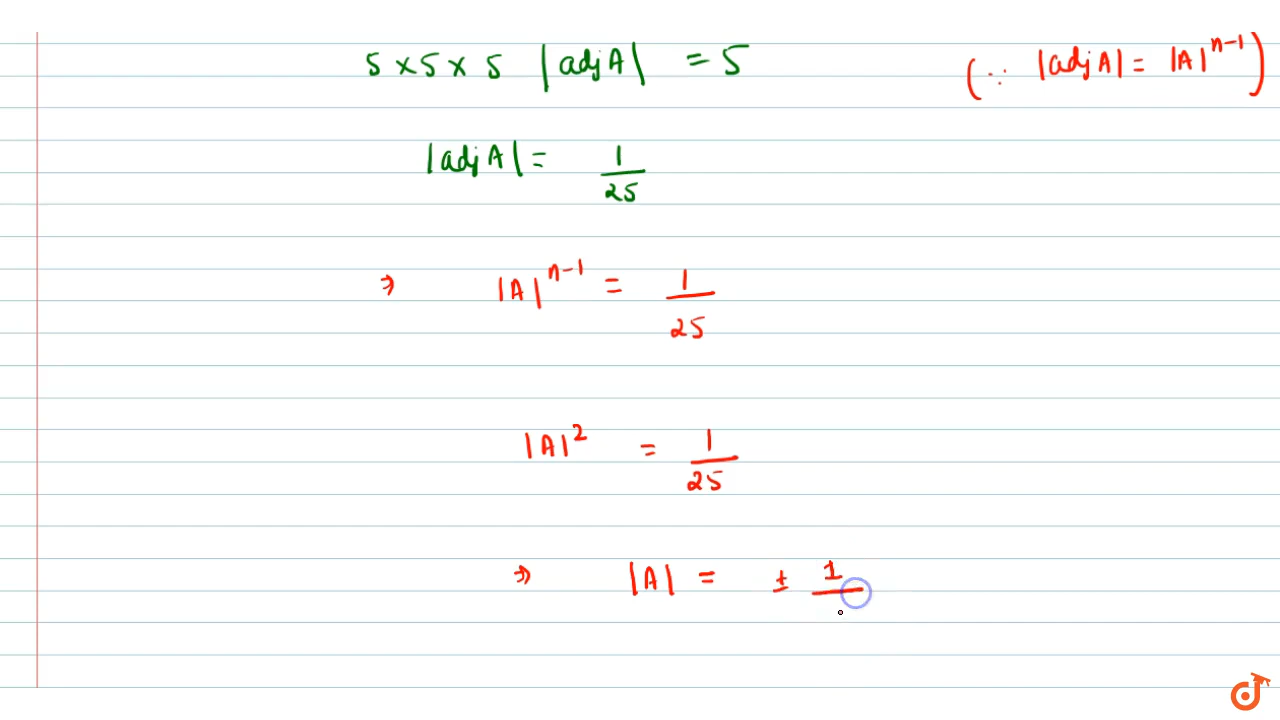 5 × 5 × 5 |adj A| = 5 (∵ |adj A| = |A|^{n-1})
|adj A| = 1/25
⇒ |A|^{n-1} = 1/25
|A|^2 = 1/25
⇒ |A| = ± 1/